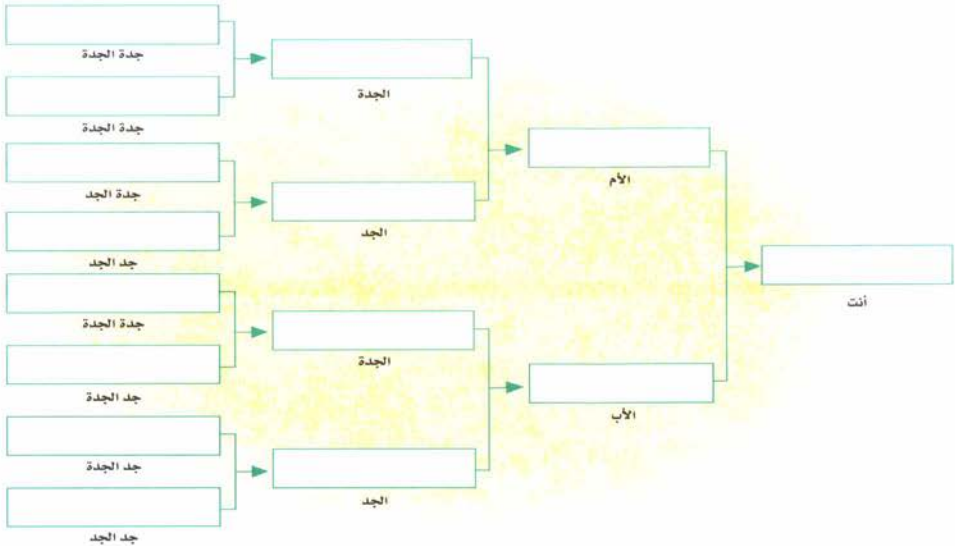 جدة الجدة
جدة الجدة
جدة الجد
جد الجد
جدة الجدة
جد الجدة
جد الجدة
جد الجد
الجدة
الجد
الجدة
الجد
الأم
الأب
أنت